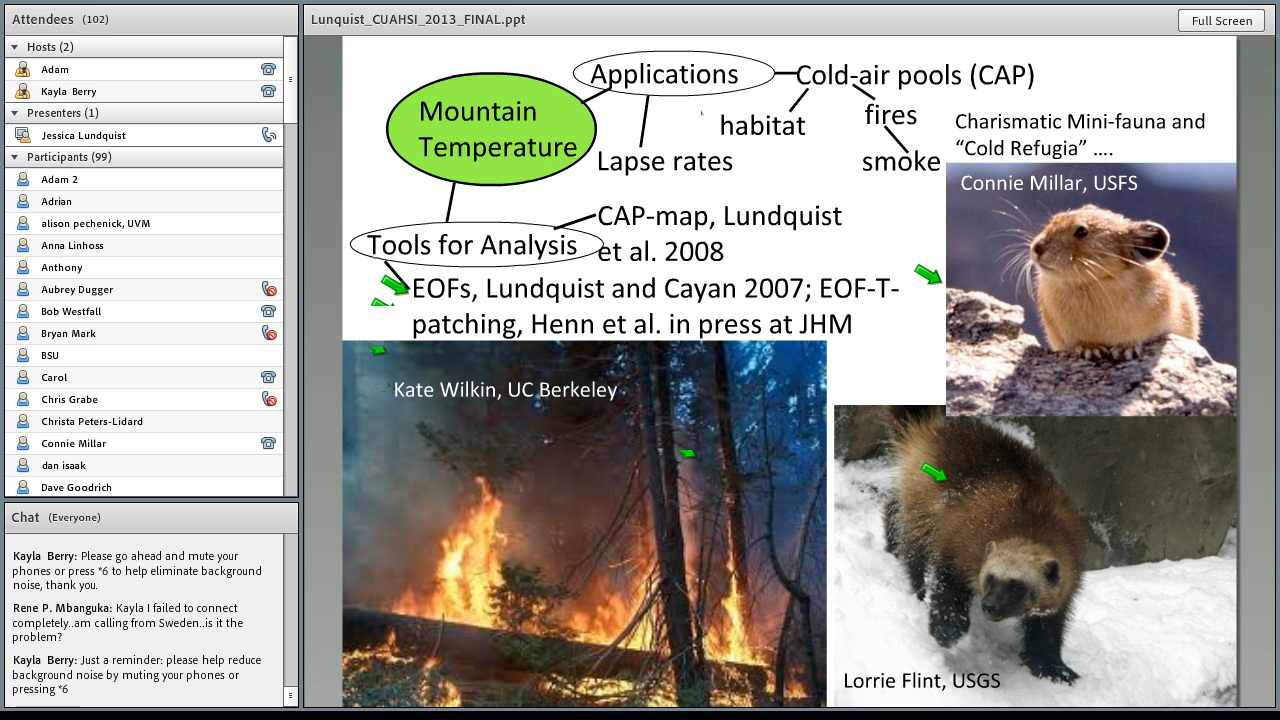 Attendees (102)
Hosts (2)
Adam
Kayla Berry
Presenters (1)
Jessica Lundquist
Participants (99)
Adam 2
Adrian
alison pechenick, UVM
Anna Linhoss
Anthony
Aubrey Dugger
Bob Westfall
Bryan Mark
BSU
Carol
Chris Grabe
Christa Peters-Lidard
Connie Millar
dan isaak
Dave Goodrich
Chat (Everyone)
Kayla Berry: Please go ahead and mute your
phones or press *6 to help eliminate background
noise, thank you.
Rene P. Mbanguka: Kayla I failed to connect
completely..am calling from Sweden..is it the
problem?
Kayla Berry: Just a reminder: please help reduce
background noise by muting your phones or
pressing *6
Lunquist_CUAHSI_2013_FINAL.ppt
Full Screen
Applications
Cold-air pools (CAP)
Mountain
Temperature
habitat
fires
Lapse rates
smoke
Charismatic Mini-fauna and
“Cold Refugia” ....
Connie Millar, USFS
Tools for Analysis
CAP-map, Lundquist
et al. 2008
EOFs, Lundquist and Cayan 2007; EOF-T-
patching, Henn et al. in press at JHM
Kate Wilkin, UC Berkeley
Lorrie Flint, USGS